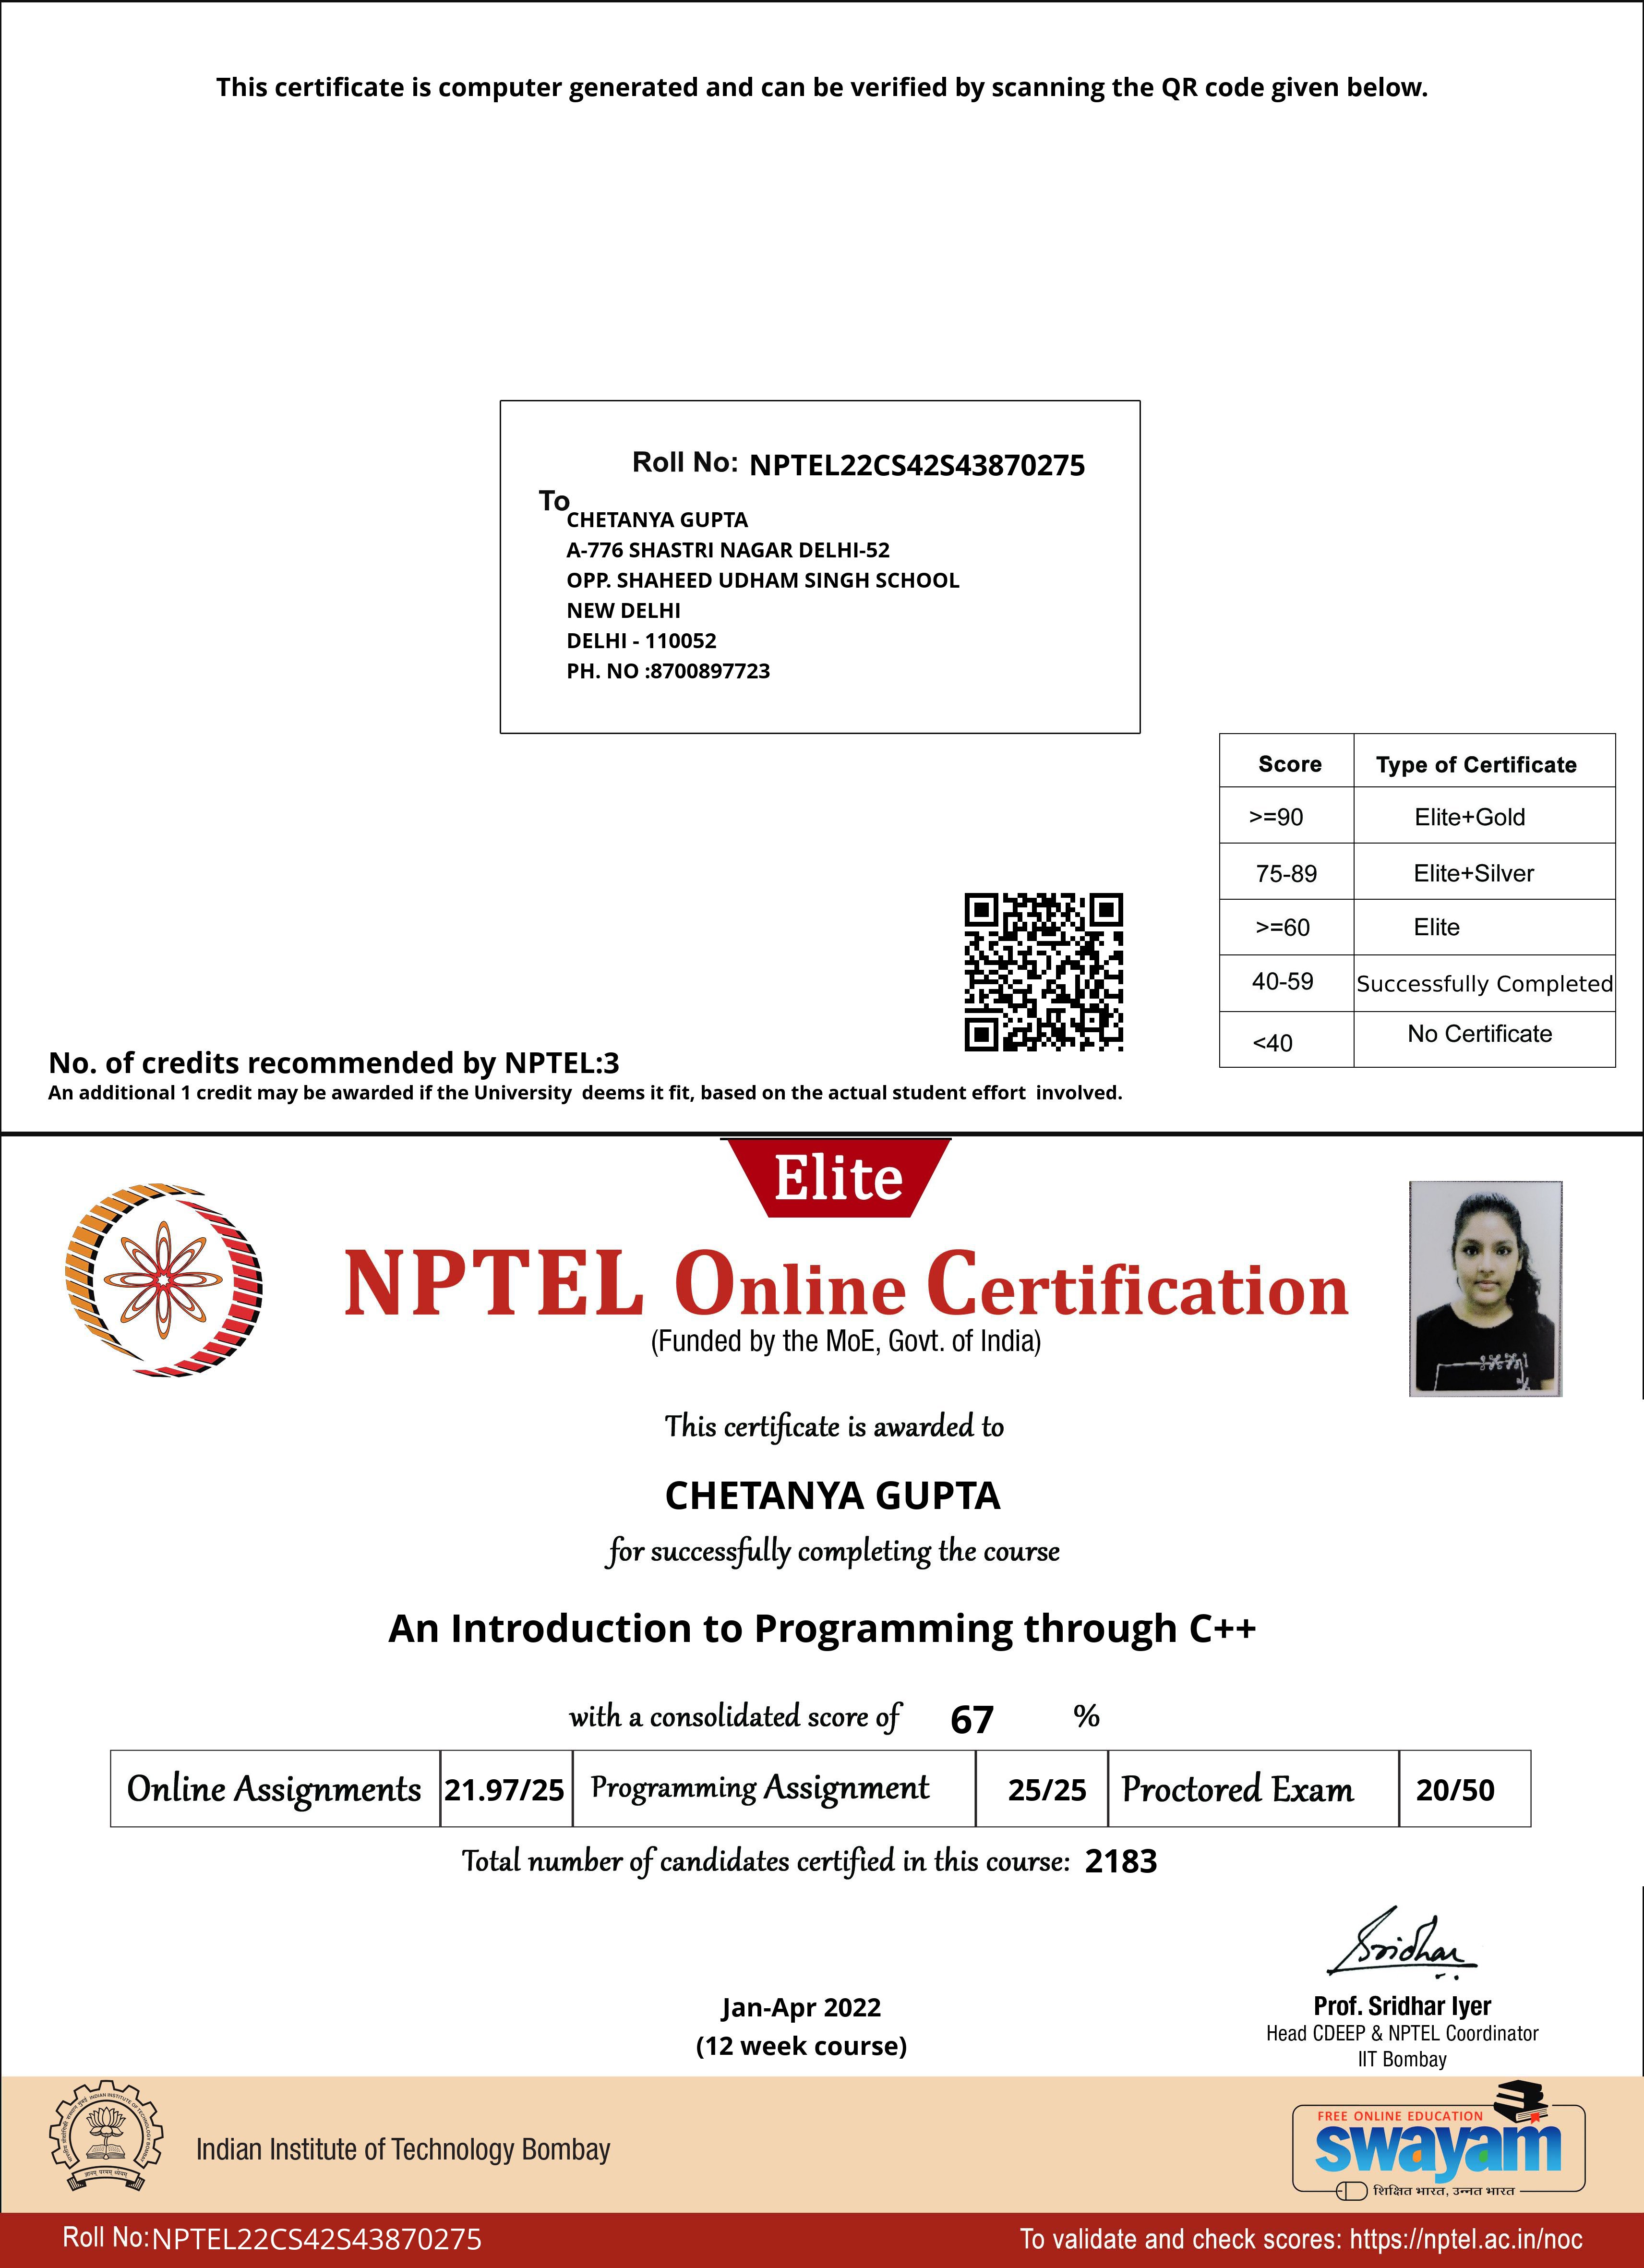 This certificate is computer generated and can be verified by scanning the QR code given below.
Roll No: NPTEL22CS42S43870275
To
CHETANYA GUPTA
A-776 SHASTRI NAGAR DELHI-52
OPP. SHAHEED UDHAM SINGH SCHOOL
NEW DELHI
DELHI - 110052
PH. NO :8700897723
Score Type of Certificate
>=90 Elite+Gold
75-89 Elite+Silver
>=60 Elite
40-59 Successfully Completed
<40 No Certificate
No. of credits recommended by NPTEL:3
An additional 1 credit may be awarded if the University deems it fit, based on the actual student effort involved.
Elite
NPTEL Online Certification
(Funded by the MoE, Govt. of India)
This certificate is awarded to
CHETANYA GUPTA
for successfully completing the course
An Introduction to Programming through C++
with a consolidated score of 67 %
Online Assignments 21.97/25 Programming Assignment 25/25 Proctored Exam 20/50
Total number of candidates certified in this course: 2183
Sridhar
Jan-Apr 2022
(12 week course)
Prof. Sridhar Iyer
Head CDEEP & NPTEL Coordinator
IIT Bombay
INDIAN INSTITUTE OF TECHNOLOGY BOMBAY
ज्ञानम् परमम् ध्येयम्
Indian Institute of Technology Bombay
FREE ONLINE EDUCATION
swayam
शिक्षित भारत, उन्नत भारत
Roll No: NPTEL22CS42S43870275
To validate and check scores: https://nptel.ac.in/noc